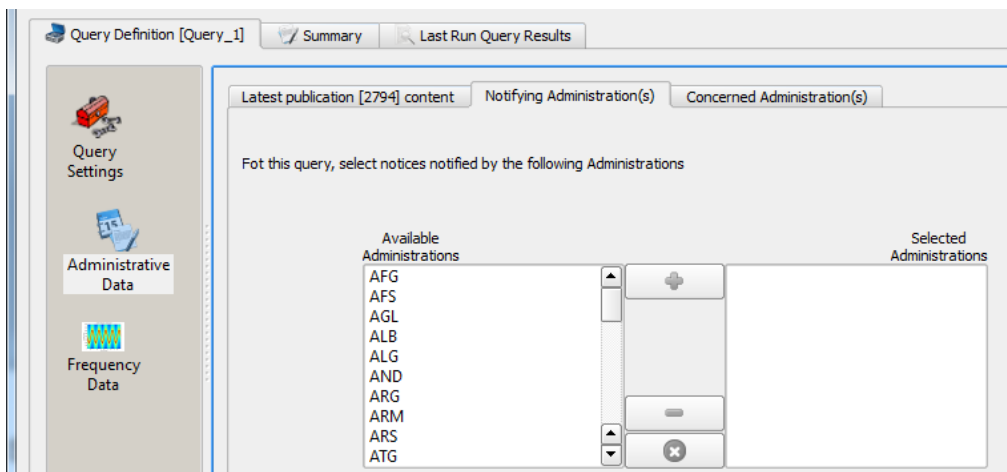 Query Definition [Query_1]
Summary
Last Run Query Results
Query
Settings
Administrative
Data
Frequency
Data
Latest publication [2794] content
Notifying Administration(s)
Concerned Administration(s)
Fot this query, select notices notified by the following Administrations
Available
Administrations
AFG
AFS
AGL
ALB
ALG
AND
ARG
ARM
ARS
ATG
Selected
Administrations